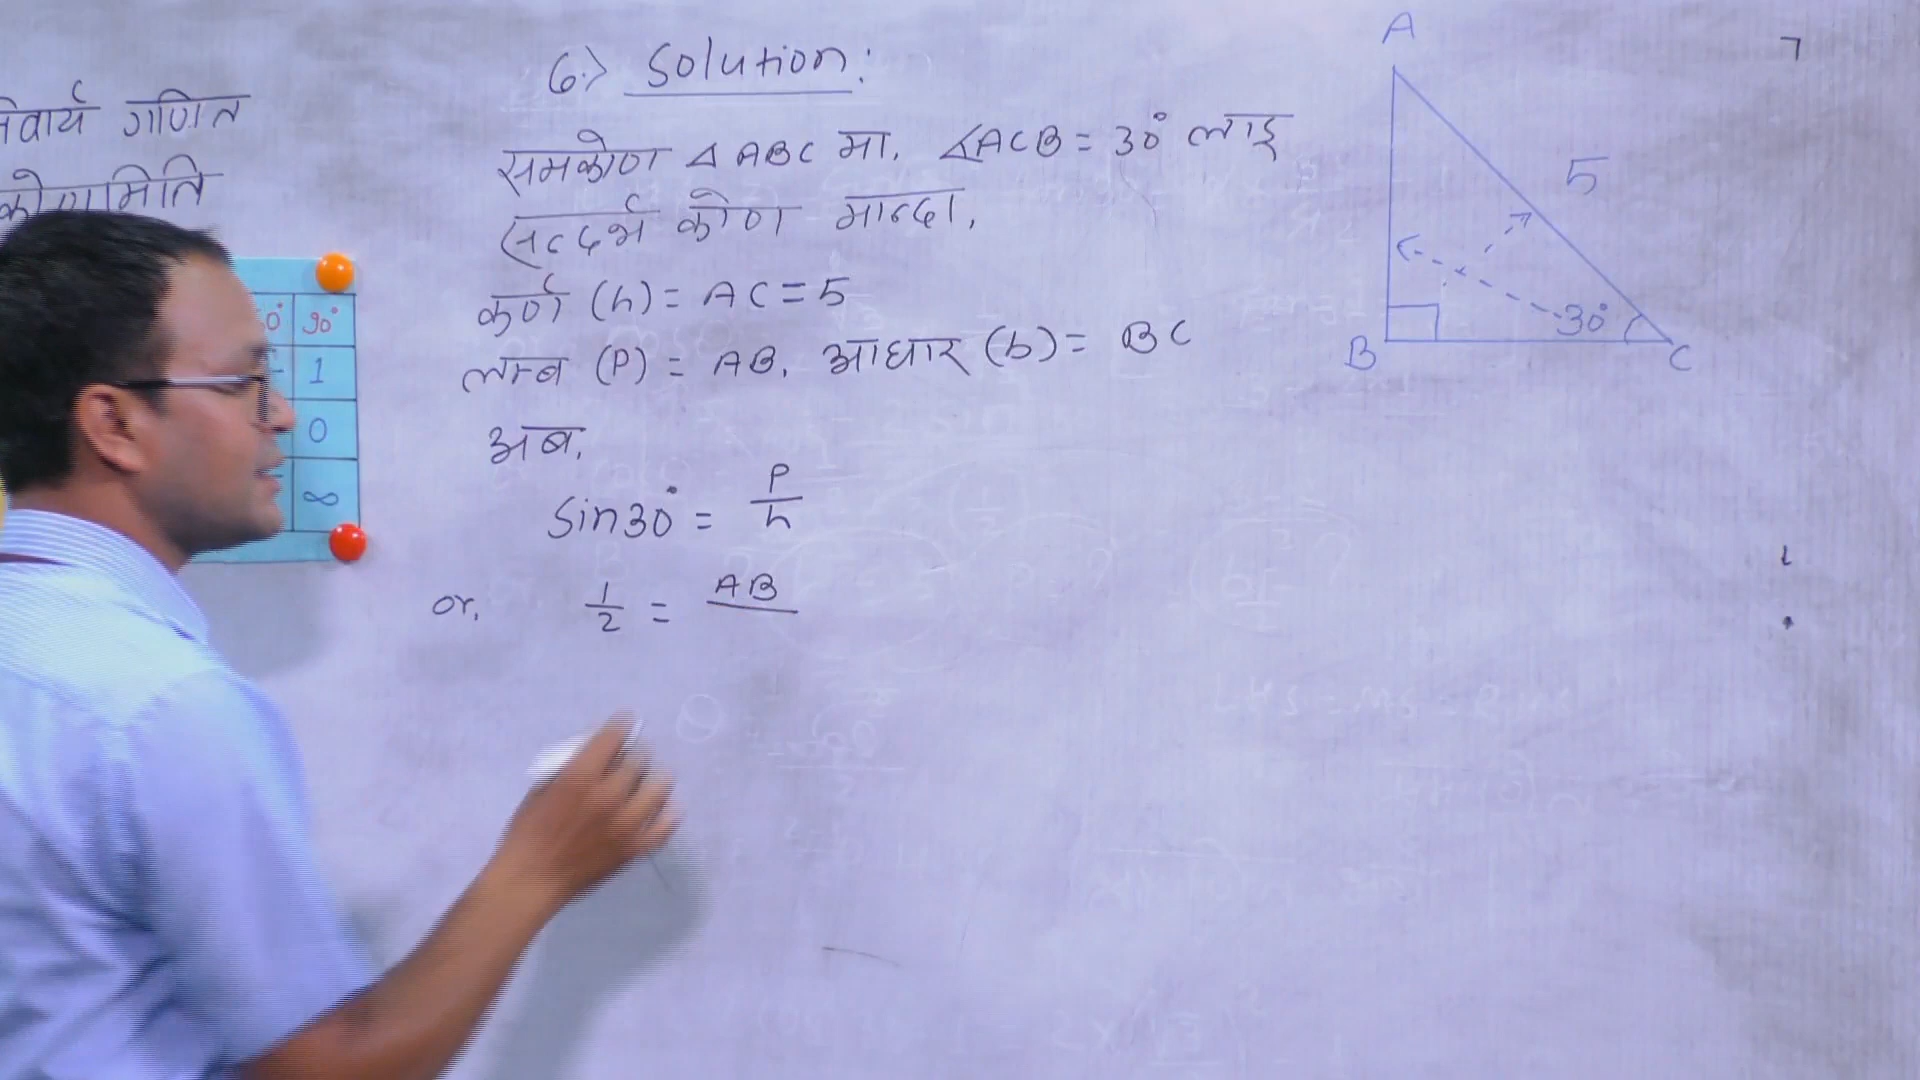 गणित
6.> Solution:
समकोण ⊿ ABC मा, ∠ACB = 30° लाइ
सन्दर्भ कोण मान्दा,
कर्ण (h) = AC = 5
लम्ब (P) = AB, आधार (b) = BC
अब,
Sin30° = P/h
or, 1/2 = AB
90°
1
0
∞
A
5
30°
B
C